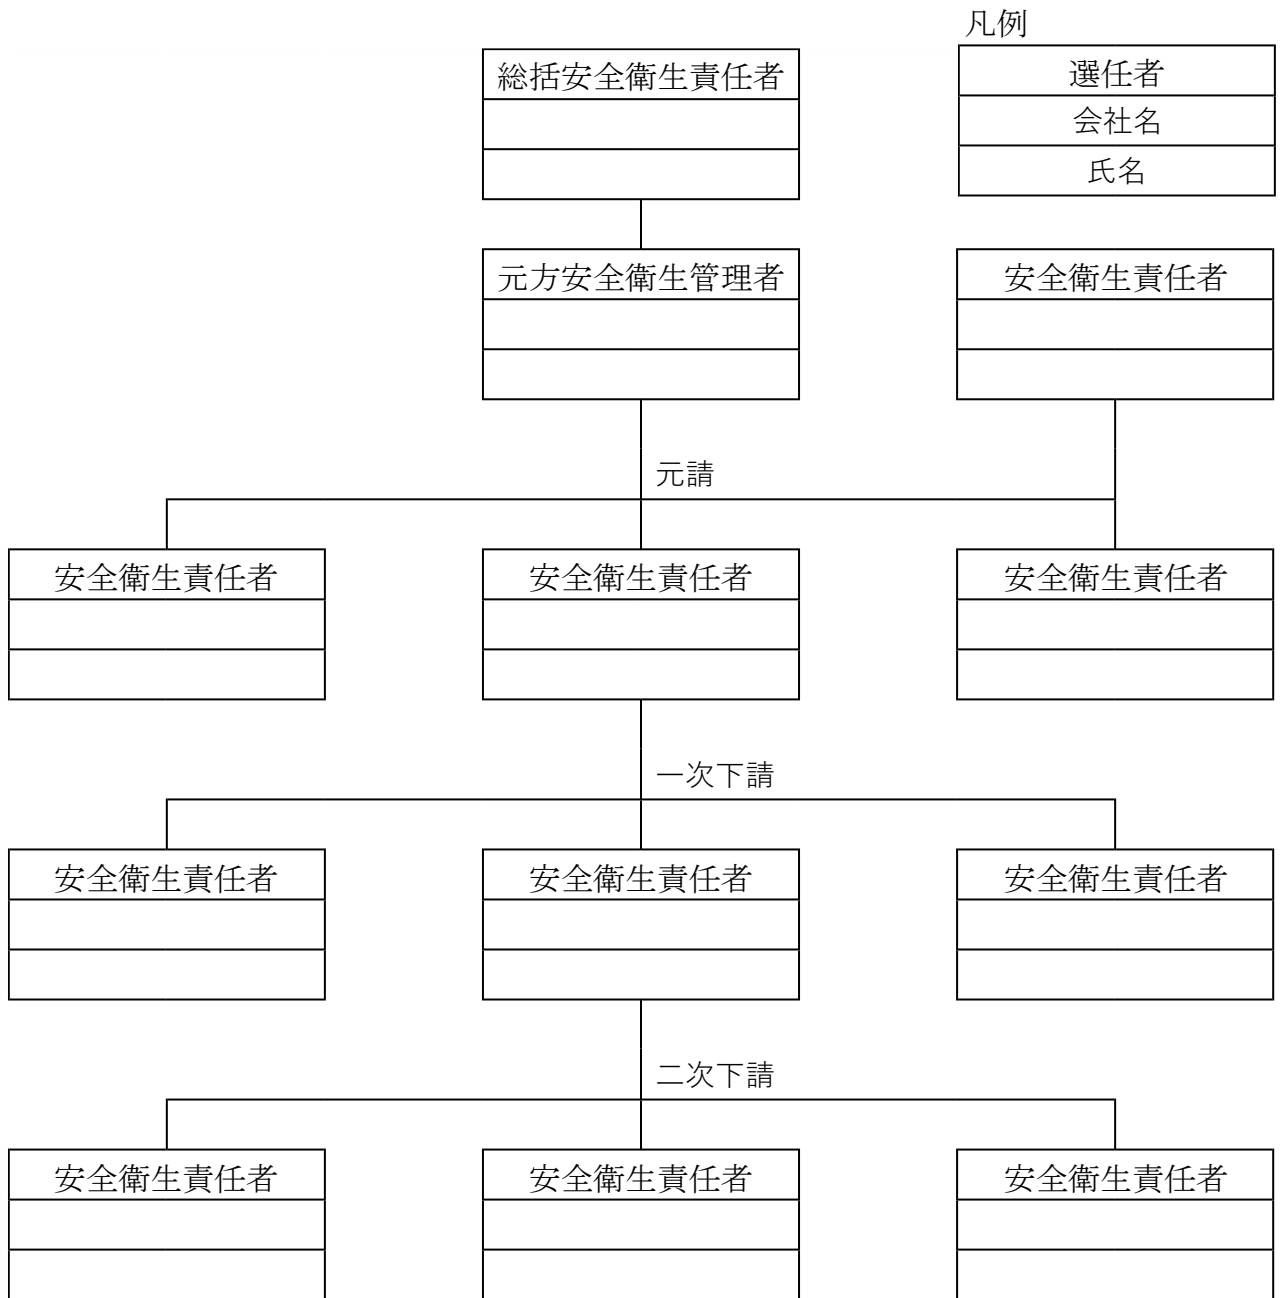 凡例
総括安全衛生責任者
選任者
会社名
氏名
元方安全衛生管理者
安全衛生責任者
元請
安全衛生責任者
安全衛生責任者
安全衛生責任者
一次下請
安全衛生責任者
安全衛生責任者
安全衛生責任者
二次下請
安全衛生責任者
安全衛生責任者
安全衛生責任者